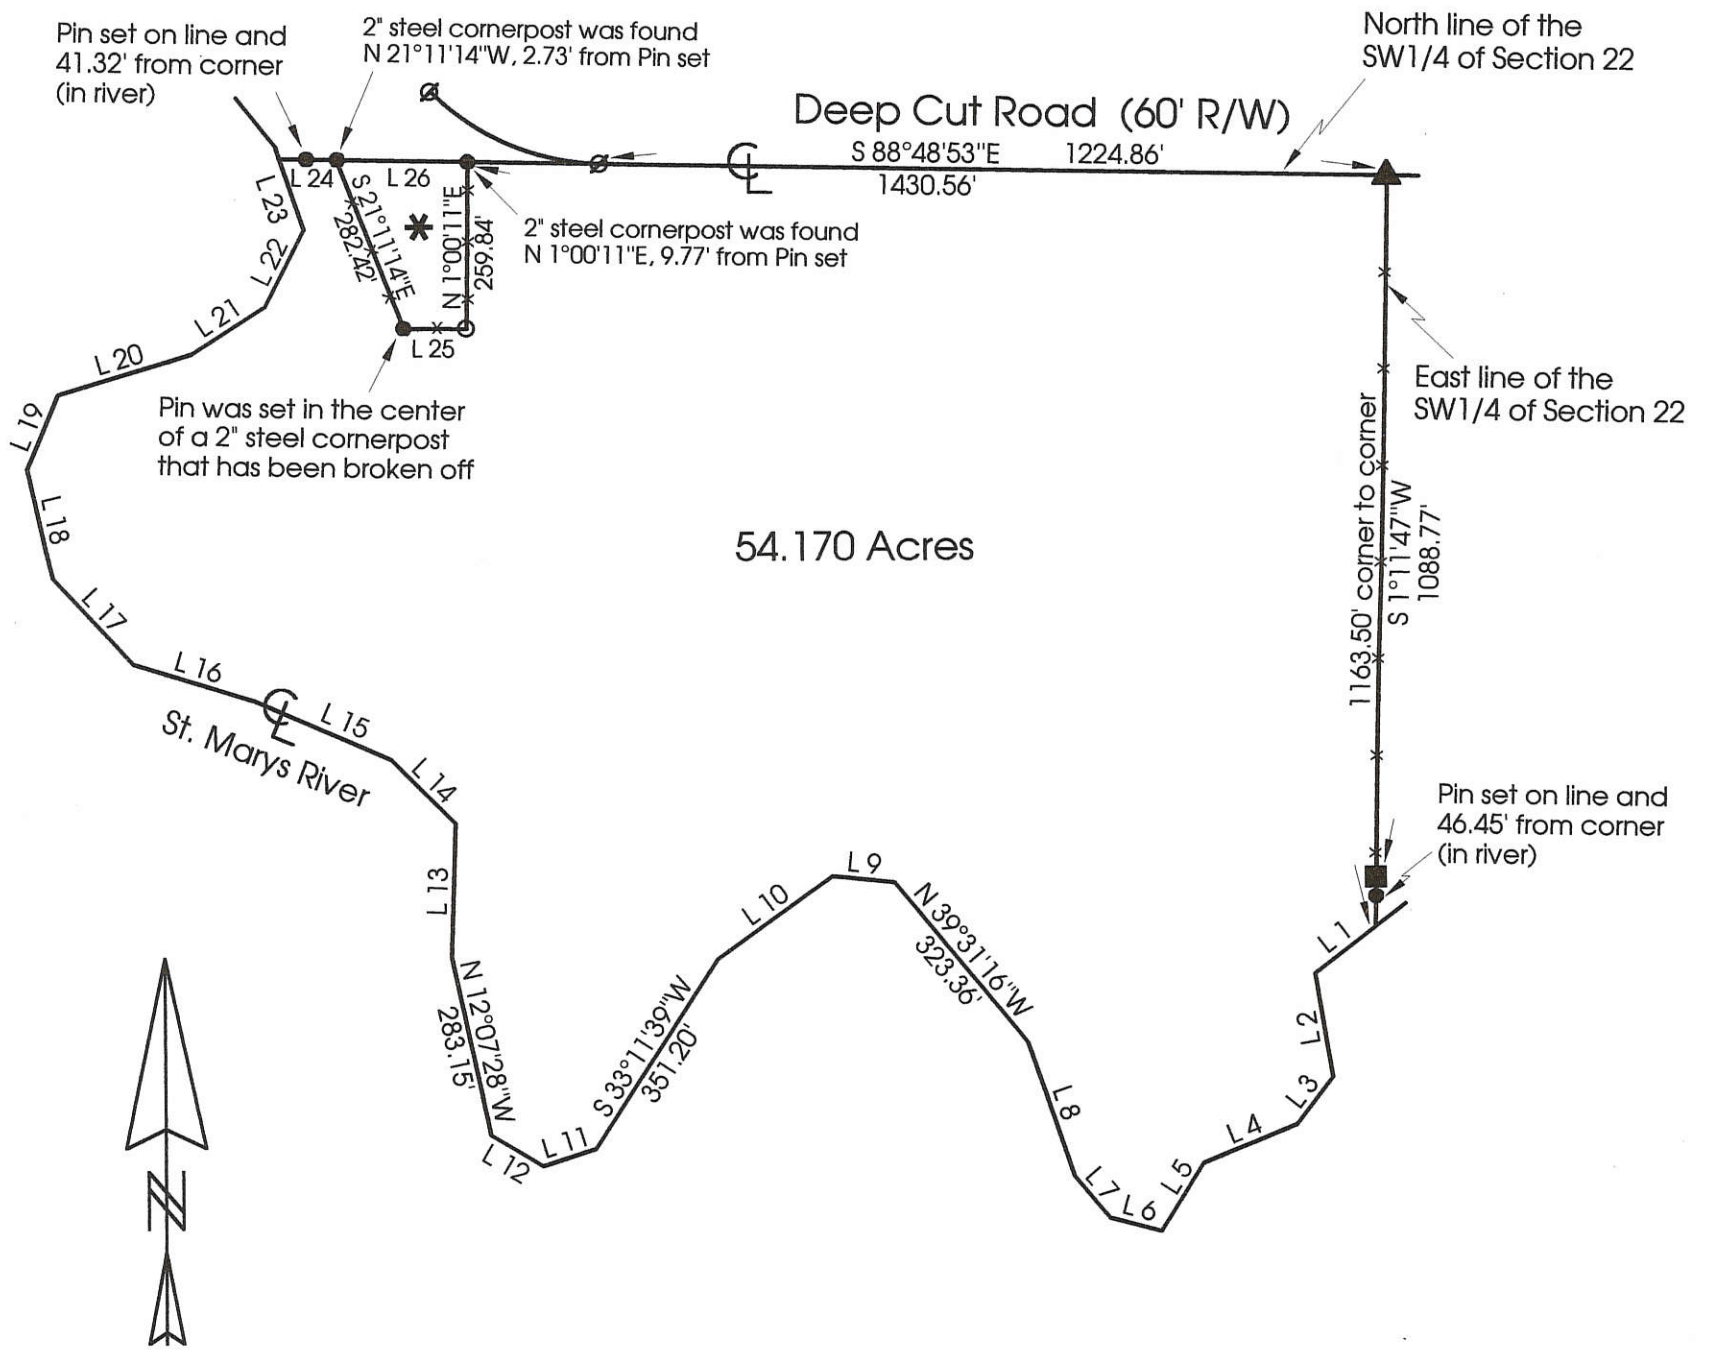 Pin set on line and
41.32' from corner
(in river)
2" steel cornerpost was found
N 21°11'14"W, 2.73' from Pin set
North line of the
SW1/4 of Section 22
Deep Cut Road (60' R/W)
S 88°48'53"E 1224.86'
1430.56'
L 24
L 26
L 23
S 21°11'14"E
282.42'
*
N 1°00'11"E
259.84'
2" steel cornerpost was found
N 1°00'11"E, 9.77' from Pin set
L 22
L 21
L 25
L 20
East line of the
SW1/4 of Section 22
Pin was set in the center
of a 2" steel cornerpost
that has been broken off
L 19
L 18
54.170 Acres
1163.50' corner to corner
S 1°11'47"W
1088.77'
L 17
L 16
L 15
St. Marys River
L 14
L 13
Pin set on line and
46.45' from corner
(in river)
L 9
L 10
N 39°31'16"W
323.36'
L 1
N 12°07'28"W
283.15'
S 33°11'39"W
351.20'
L 2
L 3
L 8
L 4
L 11
L 12
L 5
L 7
L 6
N